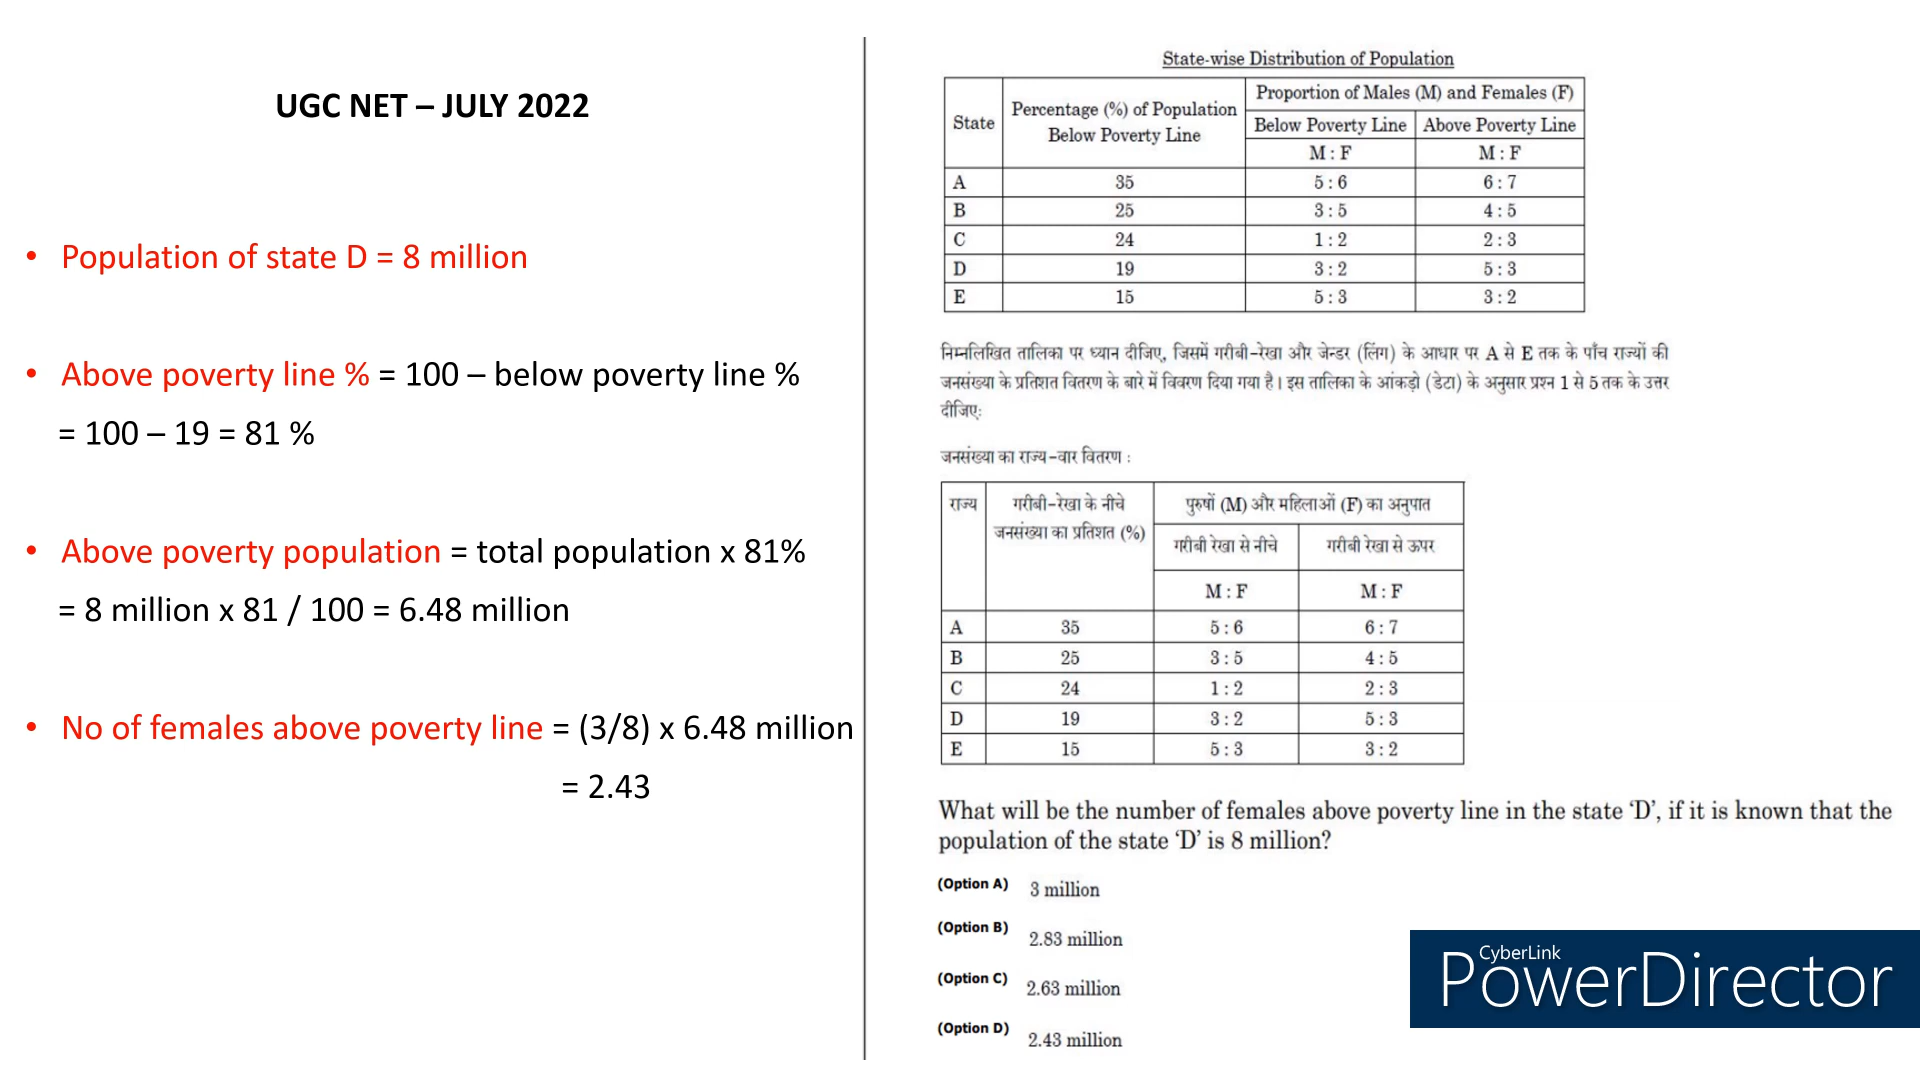 UGC NET – JULY 2022
• Population of state D = 8 million
• Above poverty line % = 100 – below poverty line %
= 100 – 19 = 81 %
• Above poverty population = total population x 81%
= 8 million x 81 / 100 = 6.48 million
• No of females above poverty line = (3/8) x 6.48 million
= 2.43
State-wise Distribution of Population
State | Percentage (%) of Population Below Poverty Line | Proportion of Males (M) and Females (F)
Below Poverty Line | Above Poverty Line
M : F | M : F
A | 35 | 5 : 6 | 6 : 7
B | 25 | 3 : 5 | 4 : 5
C | 24 | 1 : 2 | 2 : 3
D | 19 | 3 : 2 | 5 : 3
E | 15 | 5 : 3 | 3 : 2
निम्नलिखित तालिका पर ध्यान दीजिए, जिसमें गरीबी-रेखा और जेन्डर (लिंग) के आधार पर A से E तक के पाँच राज्यों की
जनसंख्या के प्रतिशत वितरण के बारे में विवरण दिया गया है। इस तालिका के आंकड़ो (डेटा) के अनुसार प्रश्न 1 से 5 तक के उत्तर
दीजिए:
जनसंख्या का राज्य-वार वितरण :
राज्य | गरीबी-रेखा के नीचे जनसंख्या का प्रतिशत (%) | पुरुषों (M) और महिलाओं (F) का अनुपात
गरीबी रेखा से नीचे | गरीबी रेखा से ऊपर
M : F | M : F
A | 35 | 5 : 6 | 6 : 7
B | 25 | 3 : 5 | 4 : 5
C | 24 | 1 : 2 | 2 : 3
D | 19 | 3 : 2 | 5 : 3
E | 15 | 5 : 3 | 3 : 2
What will be the number of females above poverty line in the state ‘D’, if it is known that the
population of the state ‘D’ is 8 million?
(Option A) 3 million
(Option B) 2.83 million
(Option C) 2.63 million
(Option D) 2.43 million
CyberLink
PowerDirector